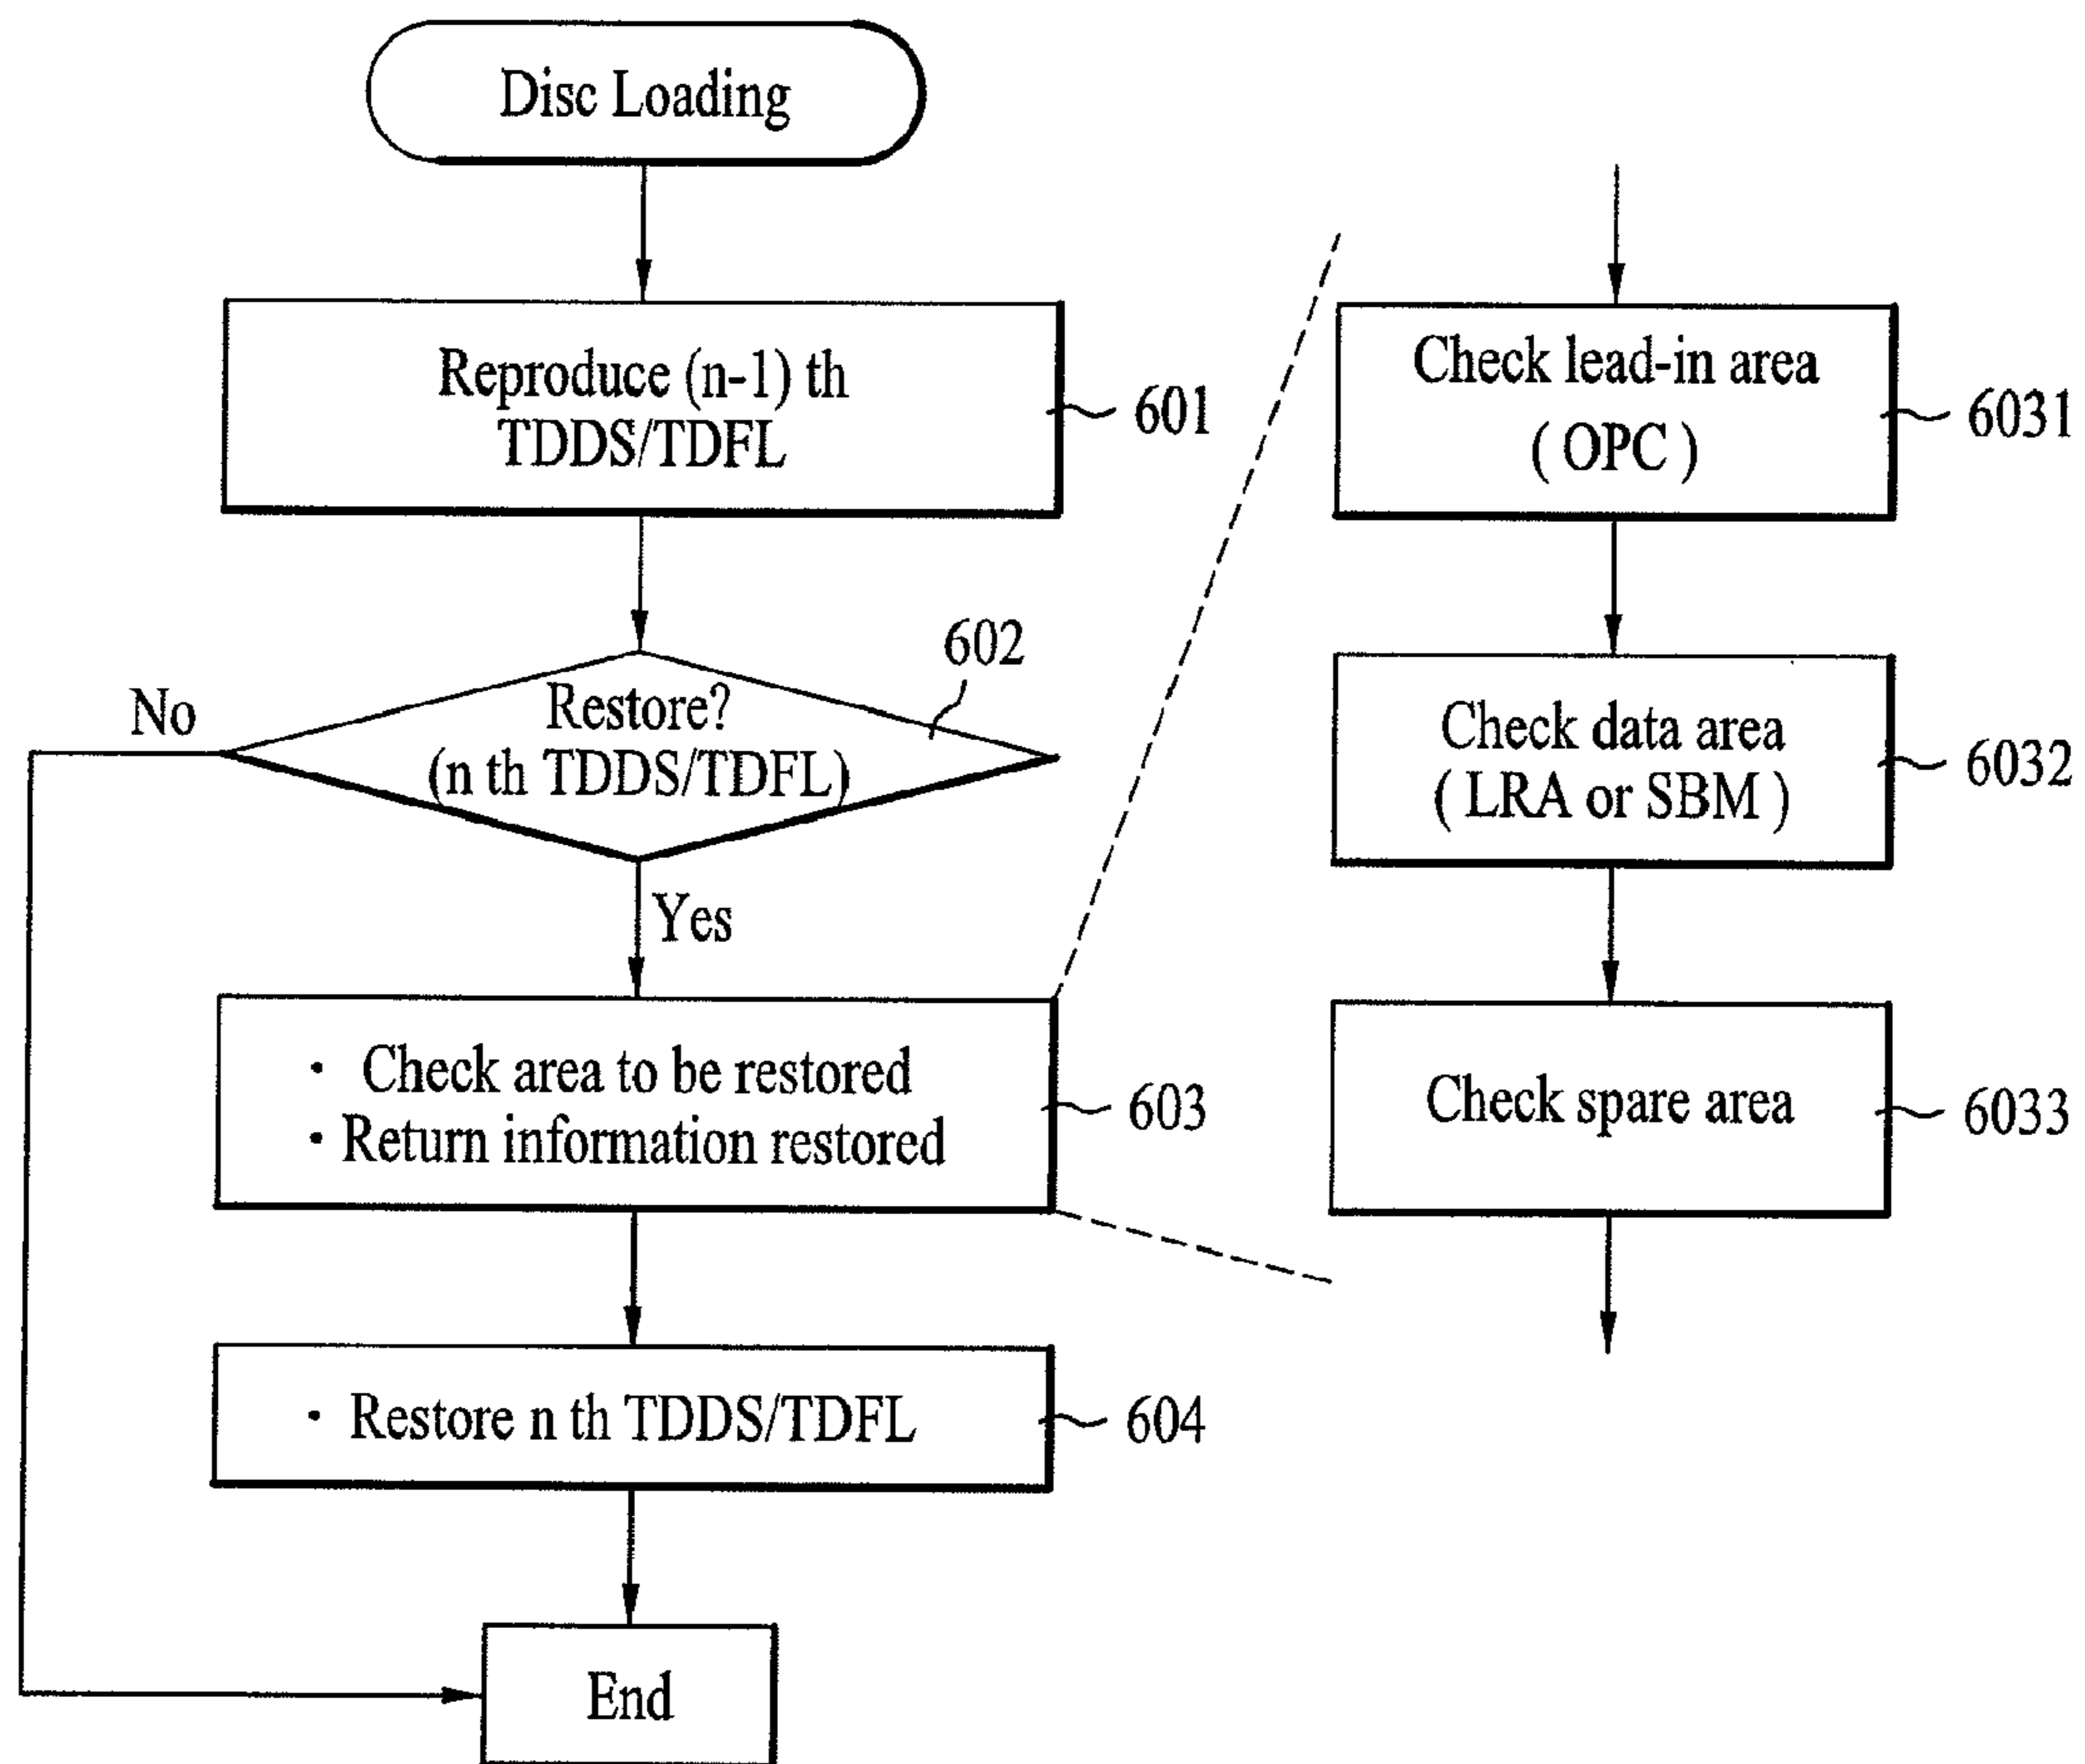 Disc Loading
Reproduce (n-1) th
TDDS/TDFL
601
602
Restore?
(n th TDDS/TDFL)
No
Yes
· Check area to be restored
· Return information restored
603
· Restore n th TDDS/TDFL
604
End
Check lead-in area
( OPC )
6031
Check data area
( LRA or SBM )
6032
Check spare area
6033